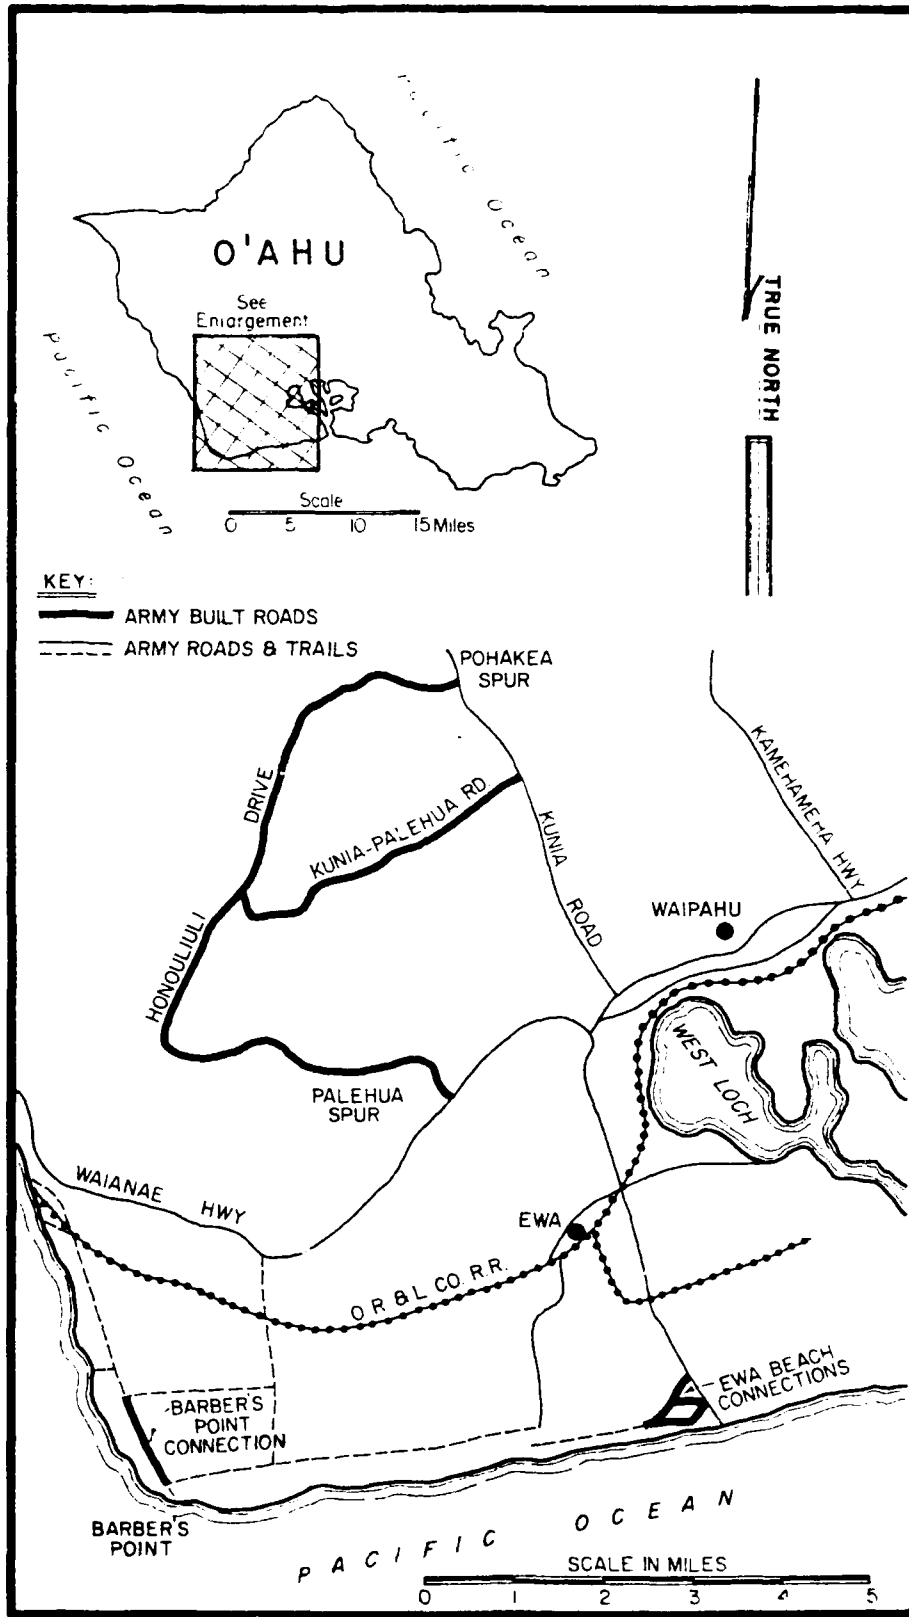 Pacific Ocean
O'AHU
See
Enlargement
Pacific Ocean
Scale
0 5 10 15 Miles
TRUE NORTH
KEY:
ARMY BUILT ROADS
ARMY ROADS & TRAILS
POHAKEA
SPUR
KAMEHAMEHA HWY
DRIVE
KUNIA-PALEHUA RD
KUNIA ROAD
WAIPAHU
HONOULIULI
WEST LOCH
PALEHUA
SPUR
WAIANAE HWY
EWA
O R & L CO. R.R.
EWA BEACH
CONNECTIONS
BARBER'S
POINT
CONNECTION
BARBER'S
POINT
PACIFIC OCEAN
SCALE IN MILES
0 1 2 3 4 5